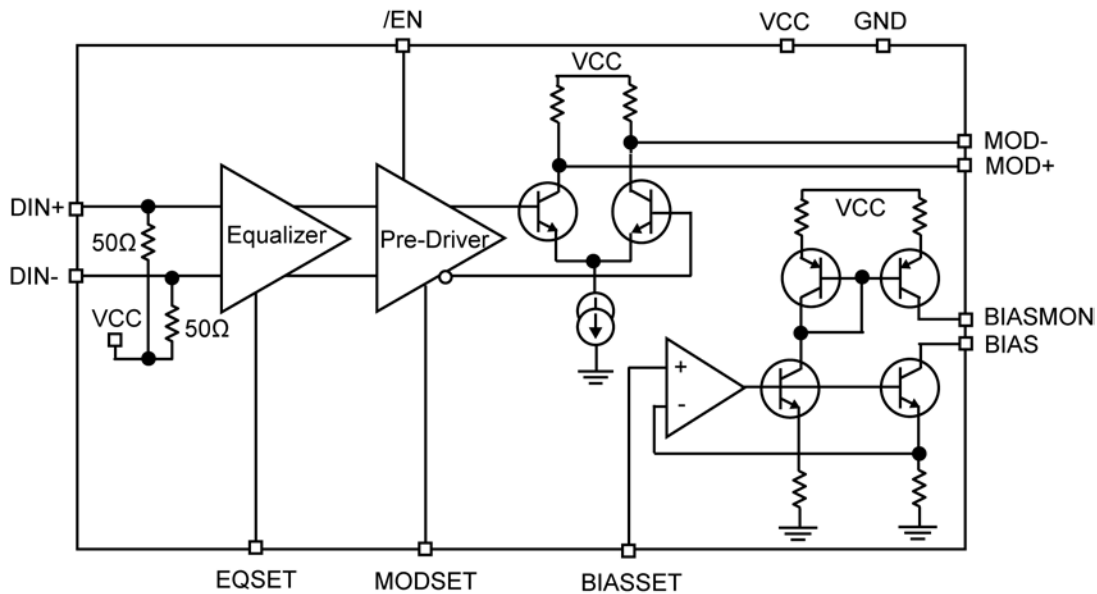 /EN
VCC
GND
VCC
MOD-
MOD+
DIN+
50Ω
Equalizer
Pre-Driver
VCC
DIN-
VCC
50Ω
BIASMON
BIAS
+
-
EQSET
MODSET
BIASSET